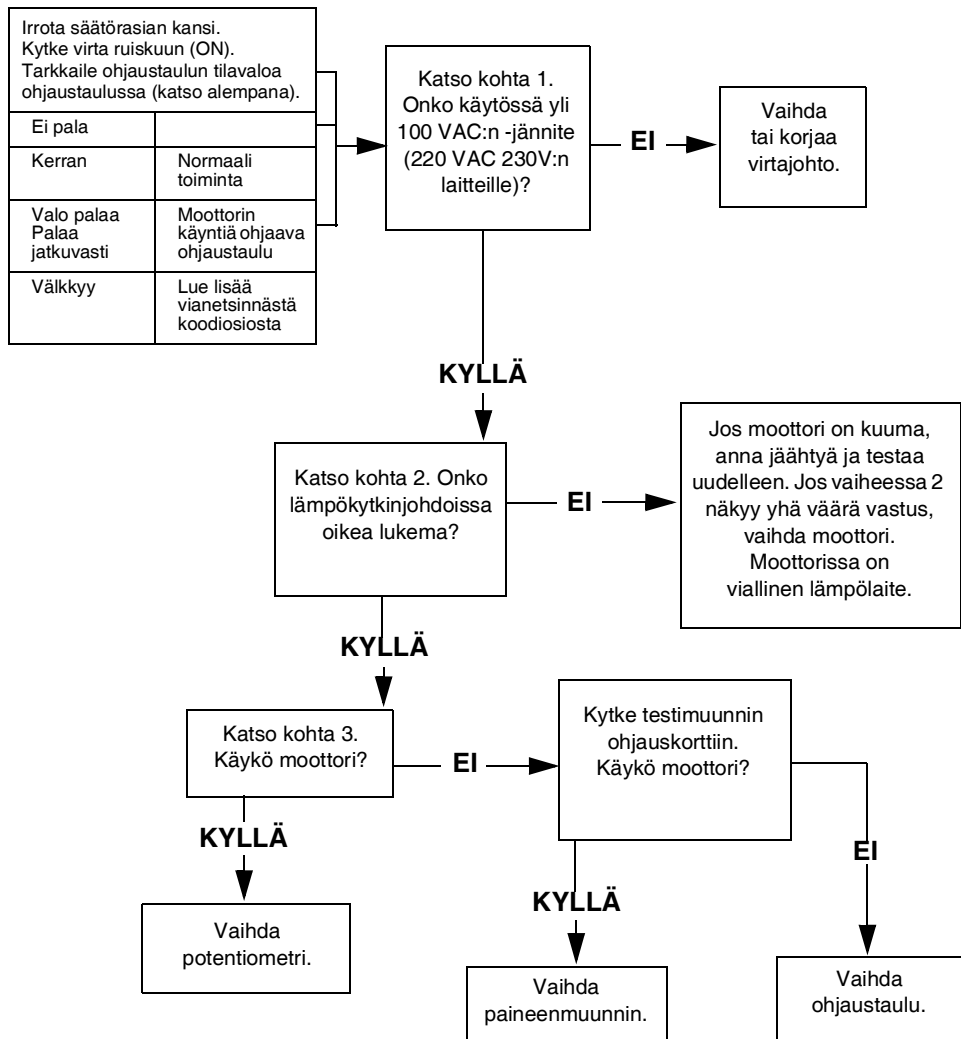 Irrota säätörasian kansi.
Kytke virta ruiskuun (ON).
Tarkkaile ohjaustaulun tilavaloa
ohjaustaulussa (katso alempana).
Ei pala
Kerran
Normaali
toiminta
Valo palaa
Palaa
jatkuvasti
Moottorin
käyntiä ohjaava
ohjaustaulu
Välkkyy
Lue lisää
vianetsinnästä
koodiosiosta
Katso kohta 1.
Onko käytössä yli
100 VAC:n -jännite
(220 VAC 230V:n
laitteille)?
EI
Vaihda
tai korjaa
virtajohto.
KYLLÄ
Katso kohta 2. Onko
lämpökytkinjohdoissa
oikea lukema?
EI
Jos moottori on kuuma,
anna jäähtyä ja testaa
uudelleen. Jos vaiheessa 2
näkyy yhä väärä vastus,
vaihda moottori.
Moottorissa on
viallinen lämpölaite.
KYLLÄ
Katso kohta 3.
Käykö moottori?
EI
Kytke testimuunnin
ohjauskorttiin.
Käykö moottori?
KYLLÄ
Vaihda
potentiometri.
KYLLÄ
Vaihda
paineenmuunnin.
EI
Vaihda
ohjaustaulu.